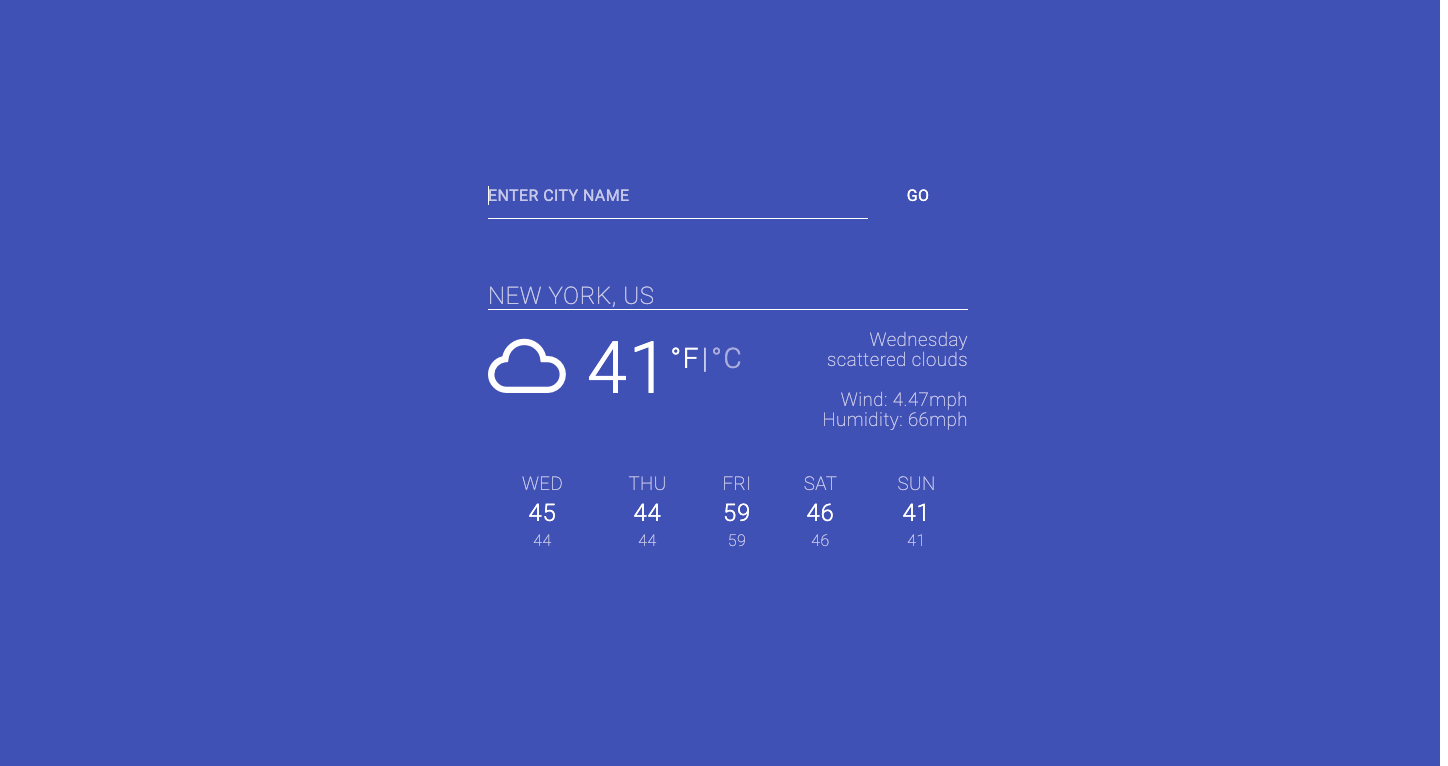 ENTER CITY NAME GO
NEW YORK, US
41 °F|°C
Wednesday
scattered clouds
Wind: 4.47mph
Humidity: 66mph
WED THU FRI SAT SUN
45 44 59 46 41
44 44 59 46 41